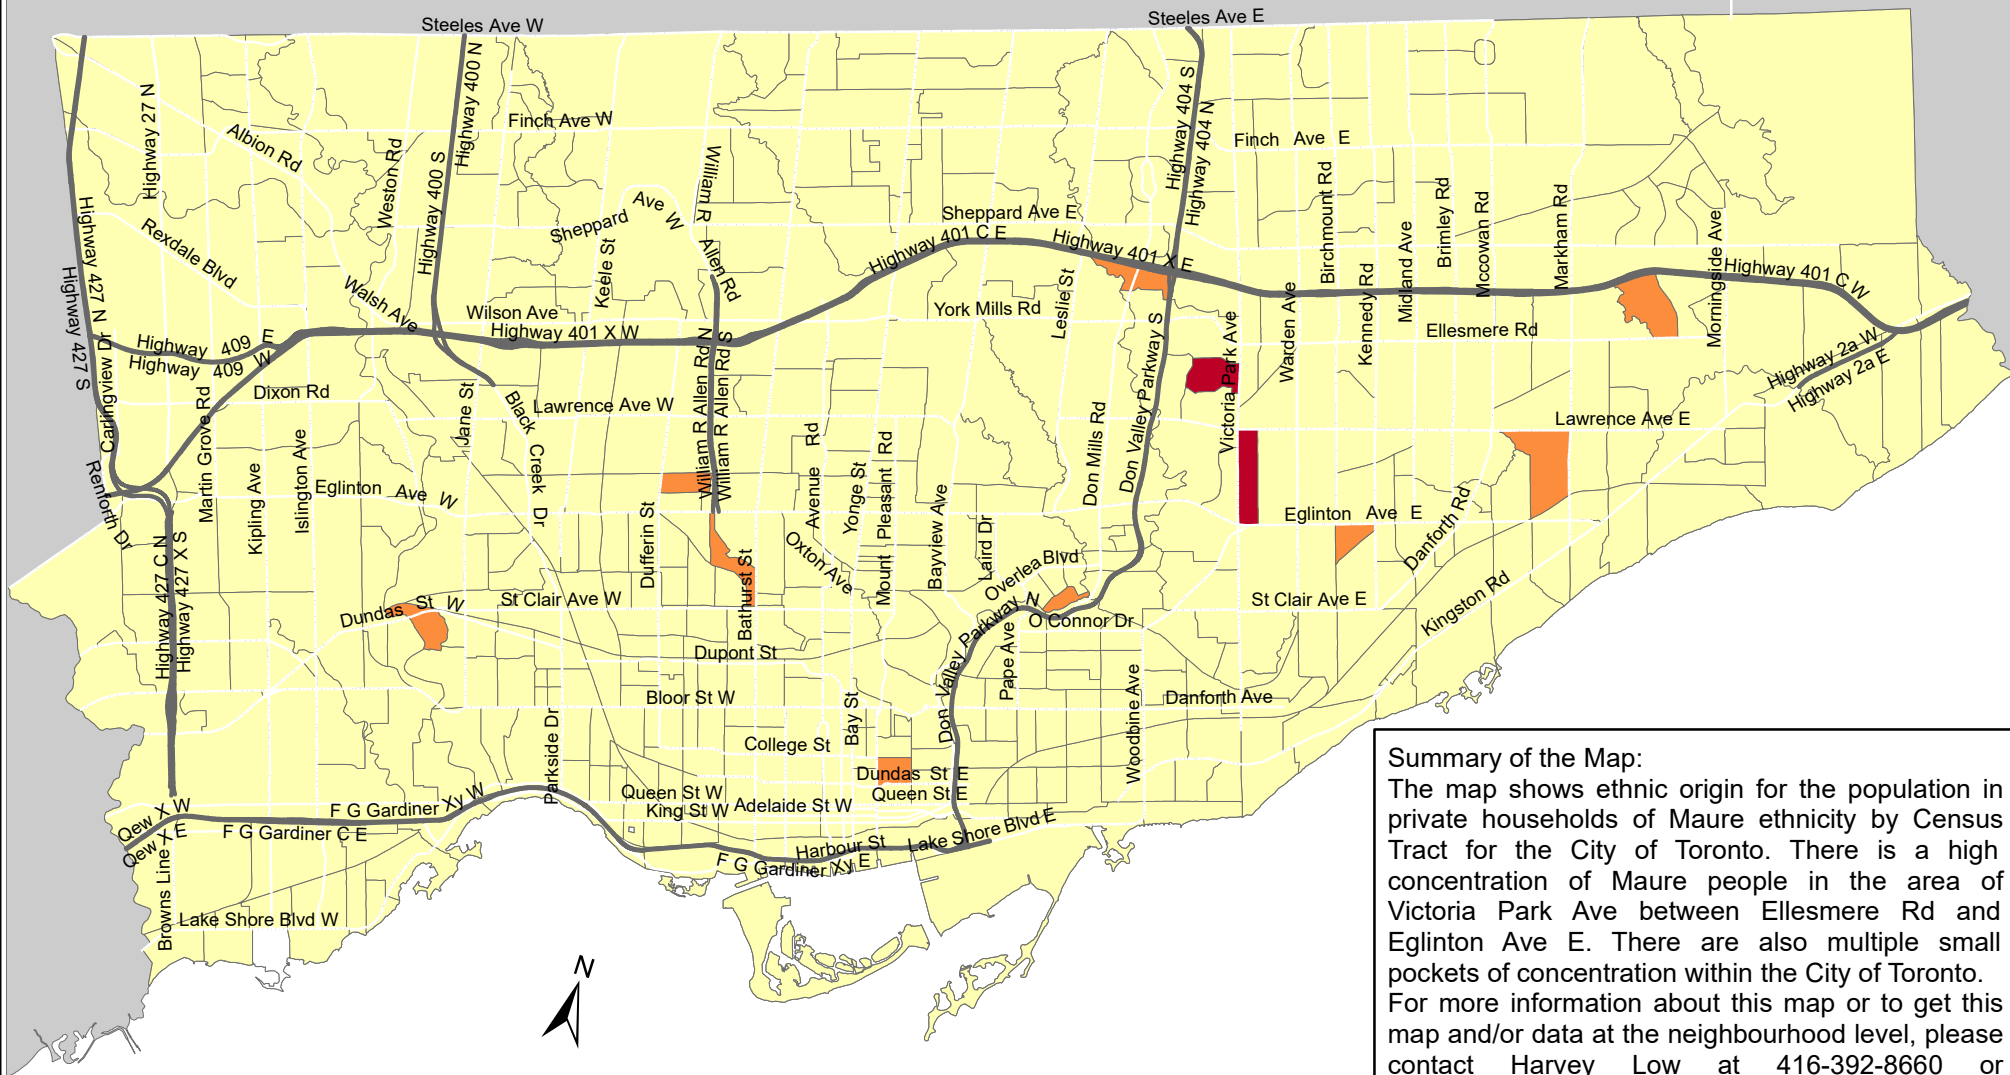 Steeles Ave W
Steeles Ave E
Highway 27 N
Albion Rd
Weston Rd
Highway 400 N
Highway 400 S
Finch Ave W
William R Allen Rd
Highway 404 S
Highway 404 N
Finch Ave E
Birchmount Rd
Brimley Rd
Mccowan Rd
Markham Rd
Morningside Ave
Midland Ave
Kennedy Rd
Warden Ave
Highway 427 N
Highway 427 S
Rexdale Blvd
Walsh Ave
Sheppard Ave W
Keele St
Sheppard Ave E
Highway 401 C E
Highway 401 X E
Highway 401 C W
Wilson Ave
Highway 401 X W
York Mills Rd
Leslie St
Ellesmere Rd
Highway 409 E
Highway 409 W
Carlingview Dr
Dixon Rd
Martin Grove Rd
Jane St
Black Creek Dr
Lawrence Ave W
William R Allen Rd N
William R Allen Rd S
Don Valley Parkway S
Victoria Park Ave
Highway 2a W
Highway 2a E
Lawrence Ave E
Renforth Dr
Kipling Ave
Islington Ave
Eglinton Ave W
Dufferin St
Avenue Rd
Yonge St
Mount Pleasant Rd
Bayview Ave
Laird Dr
Don Mills Rd
Eglinton Ave E
Danforth Rd
Kingston Rd
Highway 427 C N
Highway 427 X S
Dundas St W
St Clair Ave W
Bathurst St
Oxton Ave
Overlea Blvd
Don Valley Parkway N
O Connor Dr
St Clair Ave E
Dupont St
Pape Ave
Bloor St W
Danforth Ave
Woodbine Ave
Parkside Dr
Bay St
College St
Dundas St E
Queen St E
Queen St W
King St W
Adelaide St W
Qew X W
Qew X E
F G Gardiner Xy W
F G Gardiner C E
Harbour St
Lake Shore Blvd E
F G Gardiner Xy E
Browns Line
Lake Shore Blvd W
N
Summary of the Map:
The map shows ethnic origin for the population in
private households of Maure ethnicity by Census
Tract for the City of Toronto. There is a high
concentration of Maure people in the area of
Victoria Park Ave between Ellesmere Rd and
Eglinton Ave E. There are also multiple small
pockets of concentration within the City of Toronto.
For more information about this map or to get this
map and/or data at the neighbourhood level, please
contact Harvey Low at 416-392-8660 or